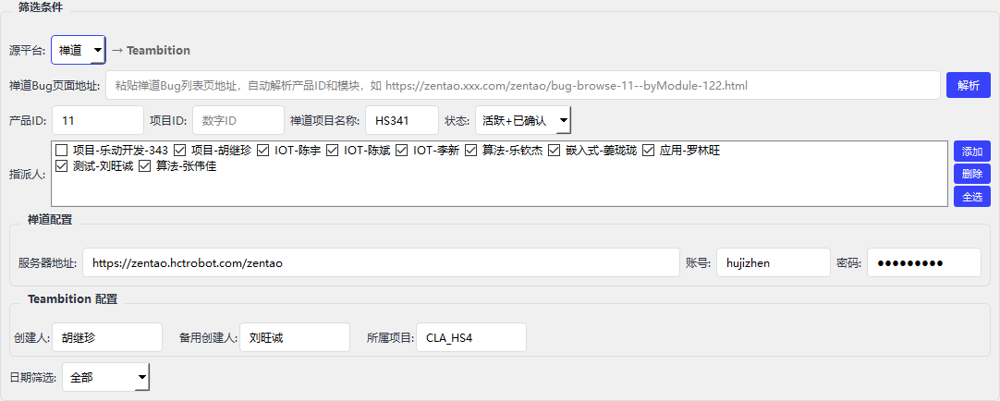 筛选条件
源平台: 禅道 → Teambition
禅道Bug页面地址: 粘贴禅道Bug列表页地址，自动解析产品ID和模块，如 https://zentao.xxx.com/zentao/bug-browse-11--byModule-122.html 解析
产品ID: 11 项目ID: 数字ID 禅道项目名称: HS341 状态: 活跃+已确认
项目-乐动开发-343 项目-胡继珍 IOT-陈宇 IOT-陈斌 IOT-李新 算法-乐钦杰 嵌入式-姜珑珑 应用-罗林旺 添加
指派人: 测试-刘旺诚 算法-张伟佳 删除
全选
禅道配置
服务器地址: https://zentao.hctrobot.com/zentao 账号: hujizhen 密码: ●●●●●●●●●
Teambition 配置
创建人: 胡继珍 备用创建人: 刘旺诚 所属项目: CLA_HS4
日期筛选: 全部